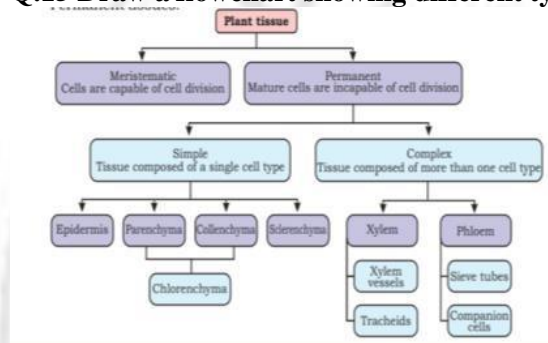 Plant tissue
Meristematic
Cells are capable of cell division
Permanent
Mature cells are incapable of cell division
Simple
Tissue composed of a single cell type
Complex
Tissue composed of more than one cell type
Epidermis
Parenchyma
Collenchyma
Sclerenchyma
Xylem
Phloem
Chlorenchyma
Xylem
vessels
Sieve tubes
Tracheids
Companion
cells